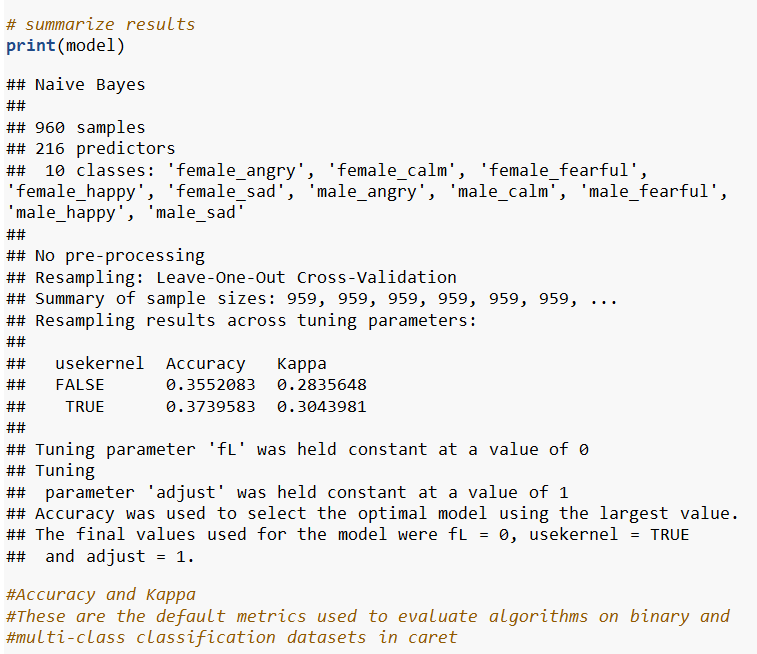 # summarize results
print(model)
## Naive Bayes
##
## 960 samples
## 216 predictors
##  10 classes: 'female_angry', 'female_calm', 'female_fearful',
'female_happy', 'female_sad', 'male_angry', 'male_calm', 'male_fearful',
'male_happy', 'male_sad'
##
## No pre-processing
## Resampling: Leave-One-Out Cross-Validation
## Summary of sample sizes: 959, 959, 959, 959, 959, 959, ...
## Resampling results across tuning parameters:
##
##   usekernel  Accuracy   Kappa
##   FALSE      0.3552083  0.2835648
##    TRUE      0.3739583  0.3043981
##
## Tuning parameter 'fL' was held constant at a value of 0
## Tuning
##  parameter 'adjust' was held constant at a value of 1
## Accuracy was used to select the optimal model using the largest value.
## The final values used for the model were fL = 0, usekernel = TRUE
##  and adjust = 1.
#Accuracy and Kappa
#These are the default metrics used to evaluate algorithms on binary and
#multi-class classification datasets in caret